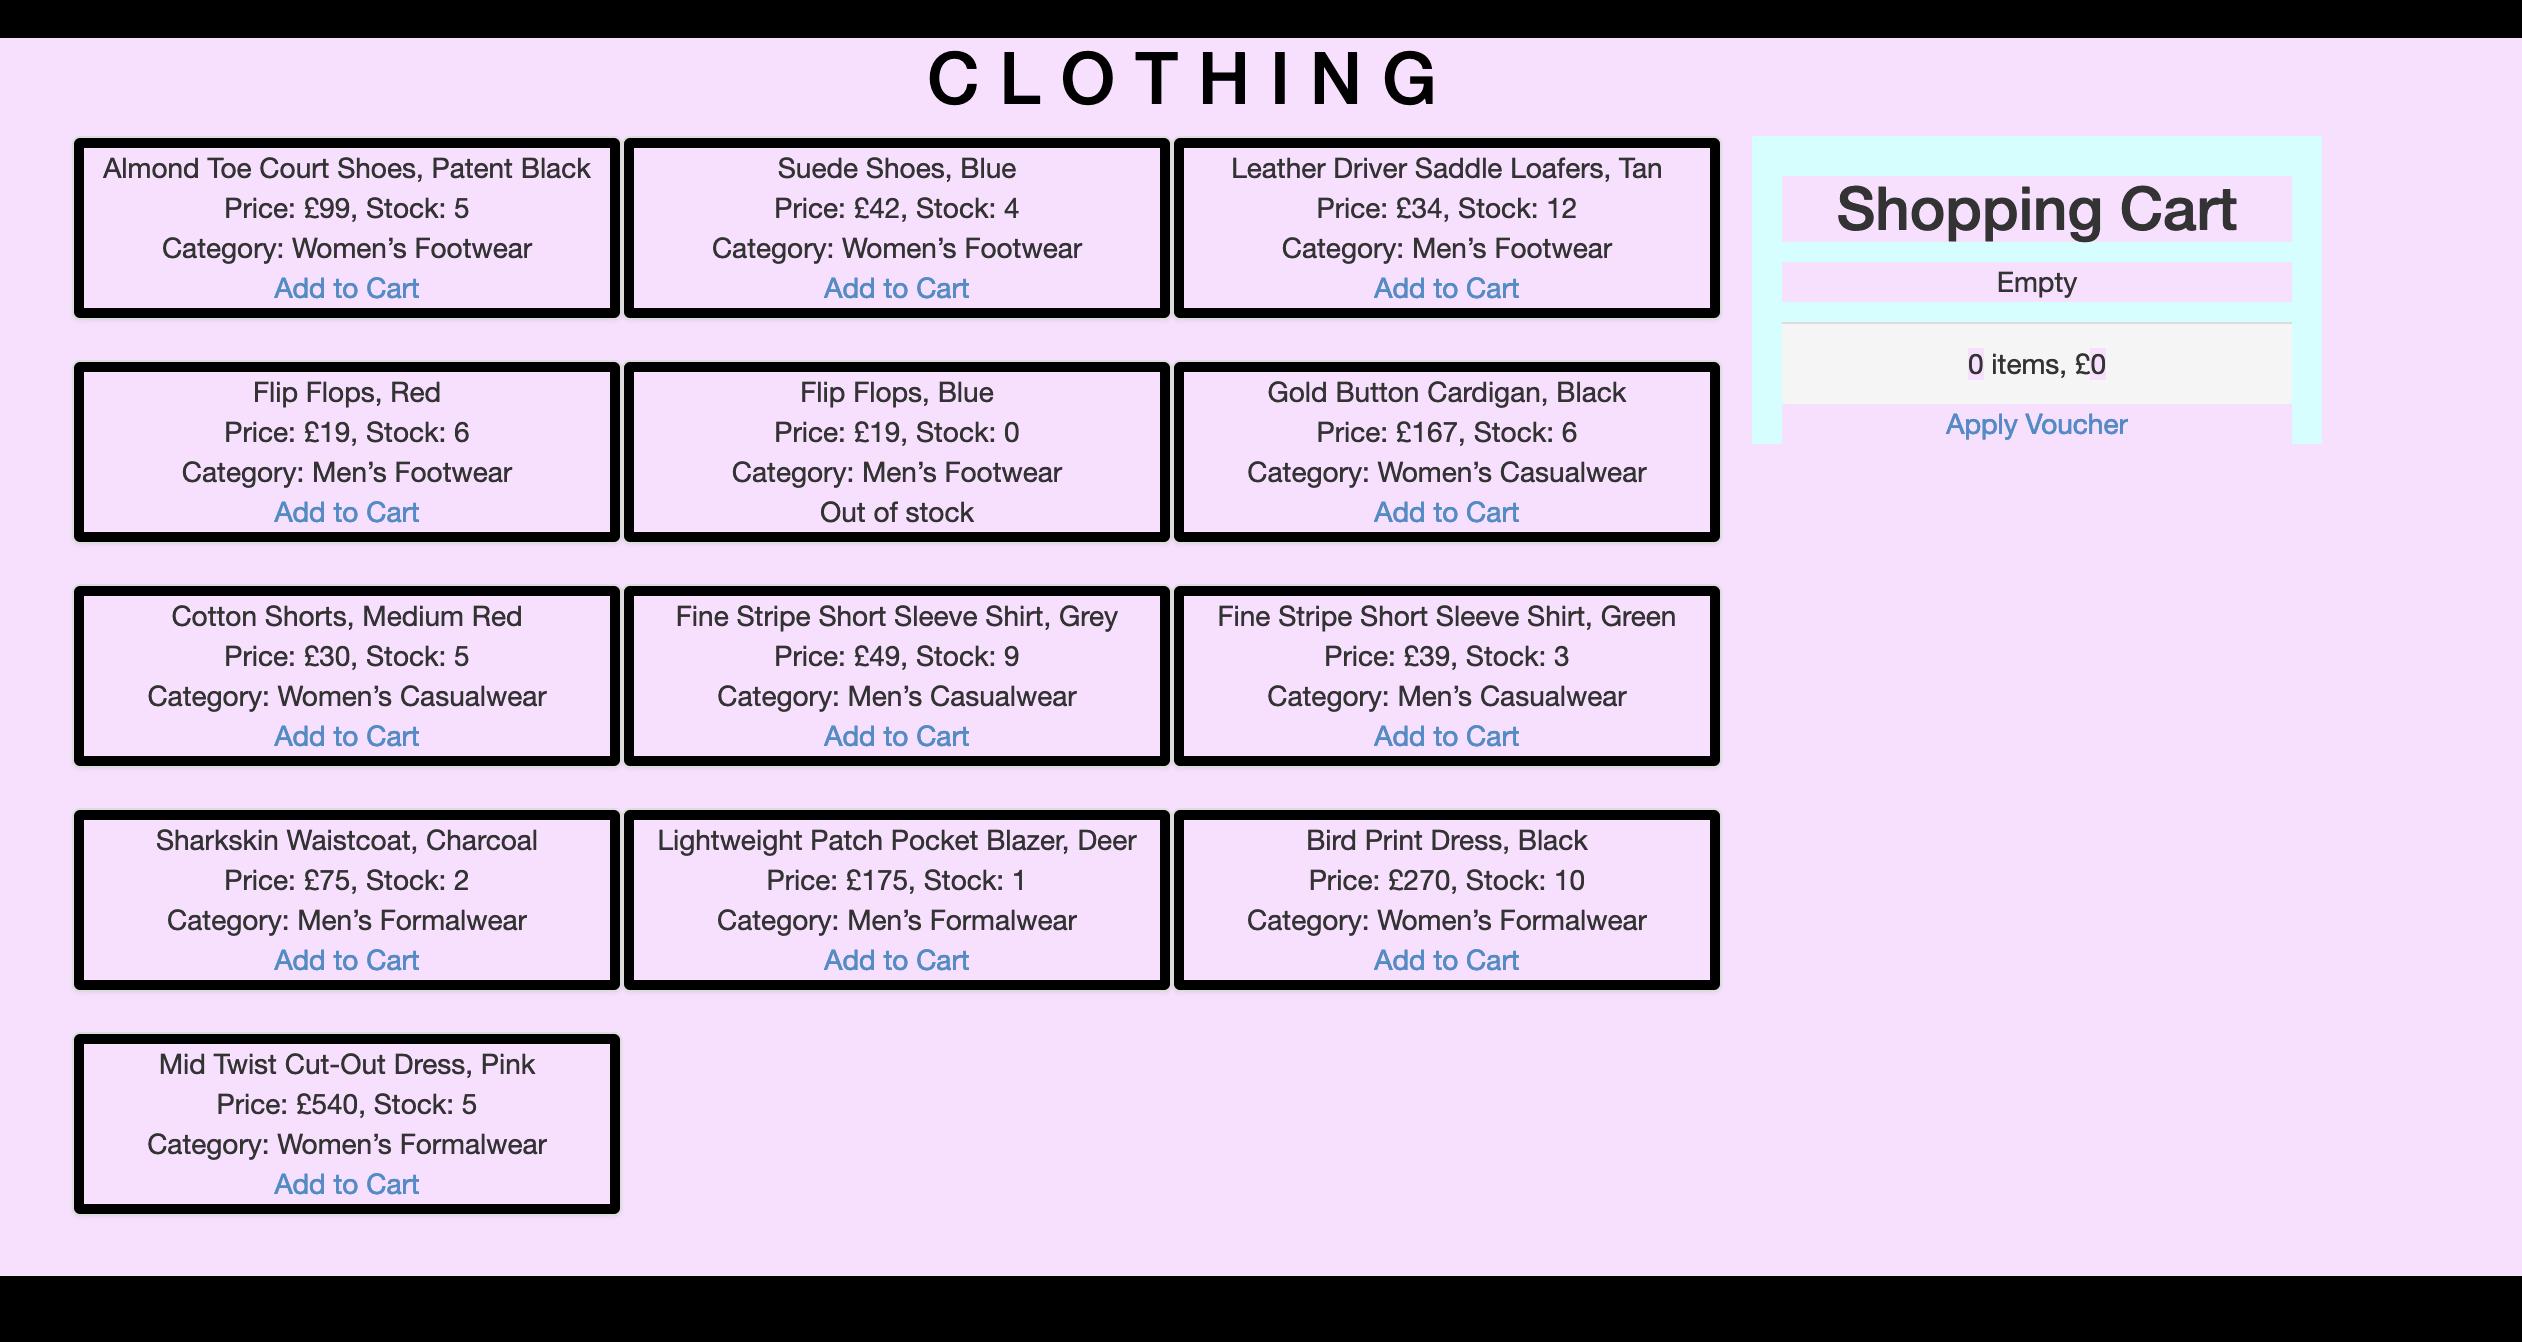 CLOTHING
Almond Toe Court Shoes, Patent Black
Price: £99, Stock: 5
Category: Women’s Footwear
Add to Cart
Suede Shoes, Blue
Price: £42, Stock: 4
Category: Women’s Footwear
Add to Cart
Leather Driver Saddle Loafers, Tan
Price: £34, Stock: 12
Category: Men’s Footwear
Add to Cart
Flip Flops, Red
Price: £19, Stock: 6
Category: Men’s Footwear
Add to Cart
Flip Flops, Blue
Price: £19, Stock: 0
Category: Men’s Footwear
Out of stock
Gold Button Cardigan, Black
Price: £167, Stock: 6
Category: Women’s Casualwear
Add to Cart
Cotton Shorts, Medium Red
Price: £30, Stock: 5
Category: Women’s Casualwear
Add to Cart
Fine Stripe Short Sleeve Shirt, Grey
Price: £49, Stock: 9
Category: Men’s Casualwear
Add to Cart
Fine Stripe Short Sleeve Shirt, Green
Price: £39, Stock: 3
Category: Men’s Casualwear
Add to Cart
Sharkskin Waistcoat, Charcoal
Price: £75, Stock: 2
Category: Men’s Formalwear
Add to Cart
Lightweight Patch Pocket Blazer, Deer
Price: £175, Stock: 1
Category: Men’s Formalwear
Add to Cart
Bird Print Dress, Black
Price: £270, Stock: 10
Category: Women’s Formalwear
Add to Cart
Mid Twist Cut-Out Dress, Pink
Price: £540, Stock: 5
Category: Women’s Formalwear
Add to Cart
Shopping Cart
Empty
0 items, £0
Apply Voucher